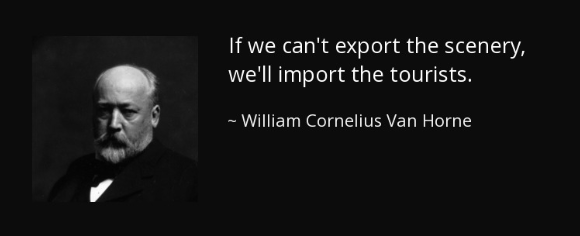 If we can't export the scenery,
we'll import the tourists.
~ William Cornelius Van Horne